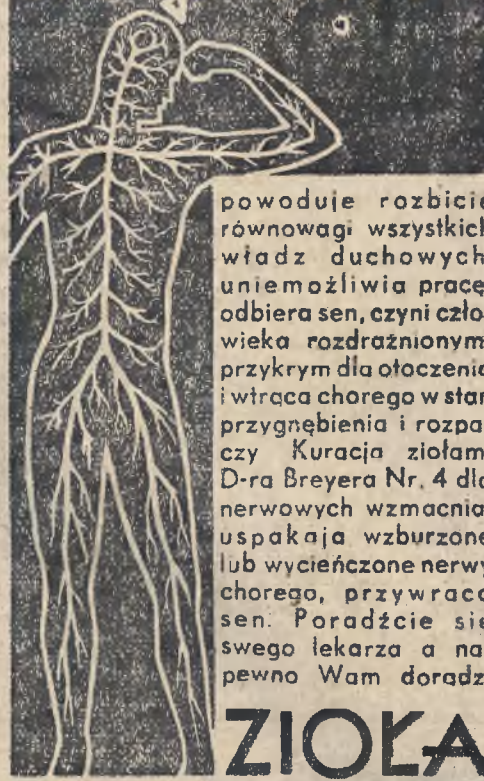 powoduje rozbicie
równowagi wszystkich
władz duchowych
uniemożliwia pracę
odbiera sen, czyni czło
wieka rozdrażnionym
przykrym dla otoczenia
i wtrąca chorego w stan
przygnębienia i rozpa
czy Kuracja ziołam
D-ra Breyera Nr. 4 dla
nerwowych wzmacnia
uspakaja wzburzone
lub wycieńczone nerwy
chorego, przywraca
sen. Poradźcie się
swego lekarza a na
pewno Wam doradz
ZIOŁA